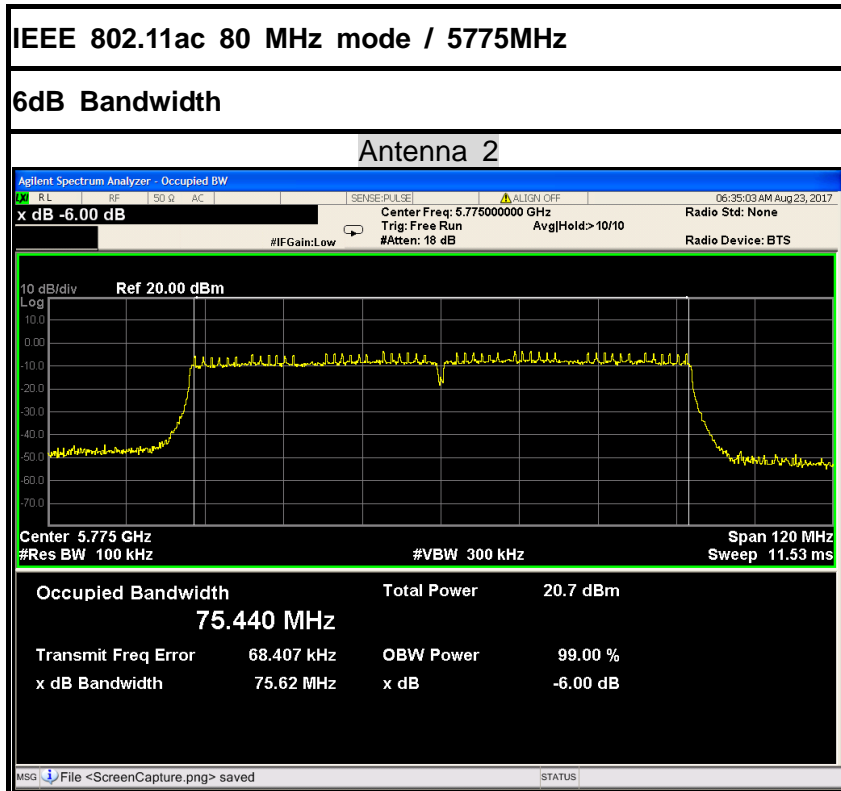 IEEE 802.11ac 80 MHz mode / 5775MHz
6dB Bandwidth
Antenna 2
Agilent Spectrum Analyzer - Occupied BW
LXI RL RF 50 Ω AC SENSE:PULSE ALIGN OFF 06:35:03 AM Aug 23, 2017
x dB -6.00 dB Center Freq: 5.775000000 GHz Radio Std: None
Trig: Free Run Avg|Hold:> 10/10
#IFGain:Low #Atten: 18 dB Radio Device: BTS
10 dB/div Ref 20.00 dBm
Log
10.0
0.00
-10.0
-20.0
-30.0
-40.0
-50.0
-60.0
-70.0
Center 5.775 GHz Span 120 MHz
#Res BW 100 kHz #VBW 300 kHz Sweep 11.53 ms
Occupied Bandwidth Total Power 20.7 dBm
75.440 MHz
Transmit Freq Error 68.407 kHz OBW Power 99.00 %
x dB Bandwidth 75.62 MHz x dB -6.00 dB
MSG File <ScreenCapture.png> saved STATUS